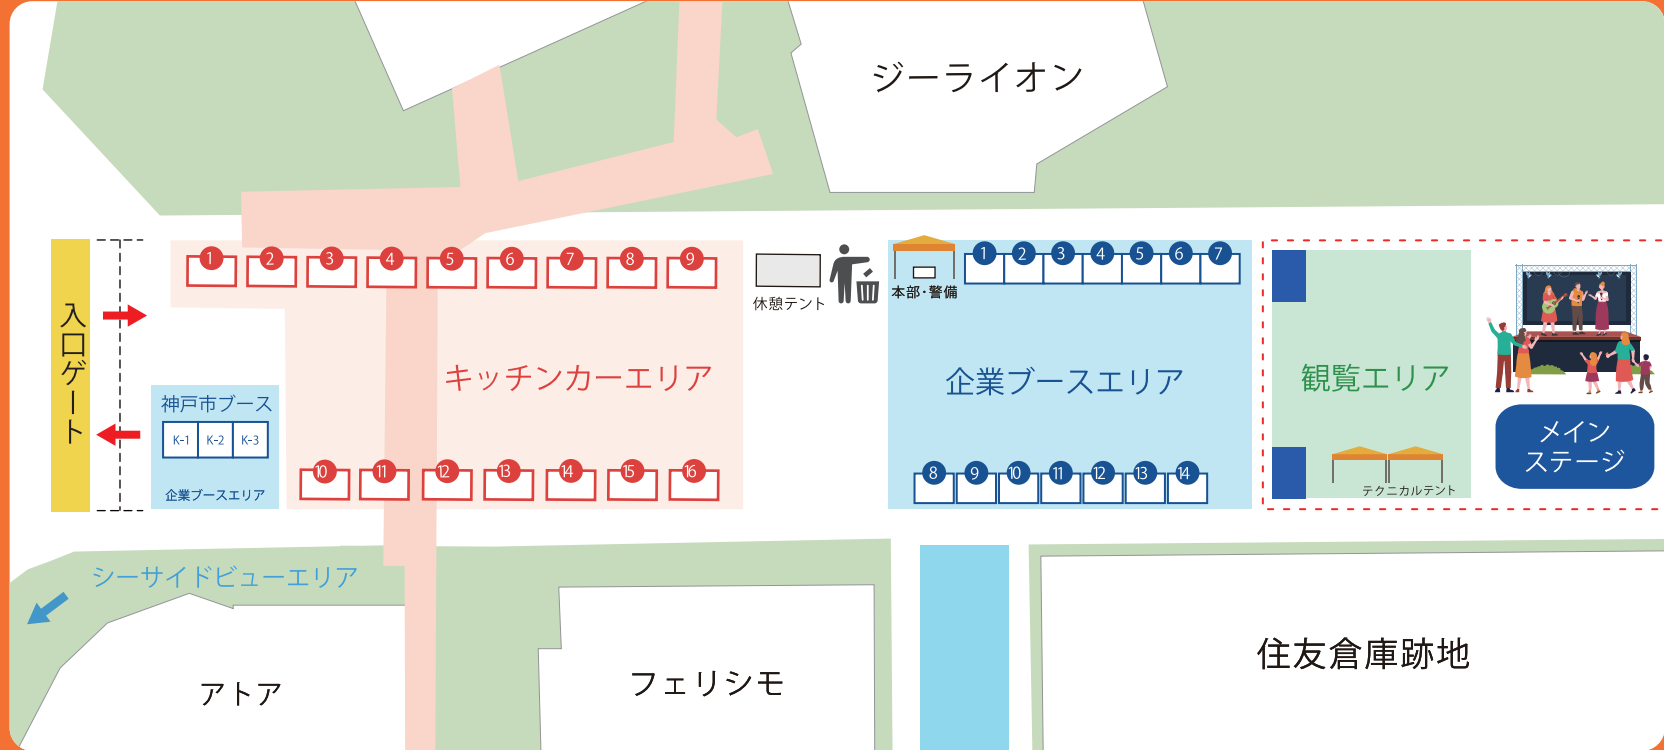 ジーライオン
1 2 3 4 5 6 7 8 9
休憩テント
本部・警備
1 2 3 4 5 6 7
入口ゲート
キッチンカーエリア
企業ブースエリア
観覧エリア
神戸市ブース
K-1 K-2 K-3
企業ブースエリア
メイン
ステージ
10 11 12 13 14 15 16
8 9 10 11 12 13 14
テクニカルテント
シーサイドビューエリア
アトア
フェリシモ
住友倉庫跡地